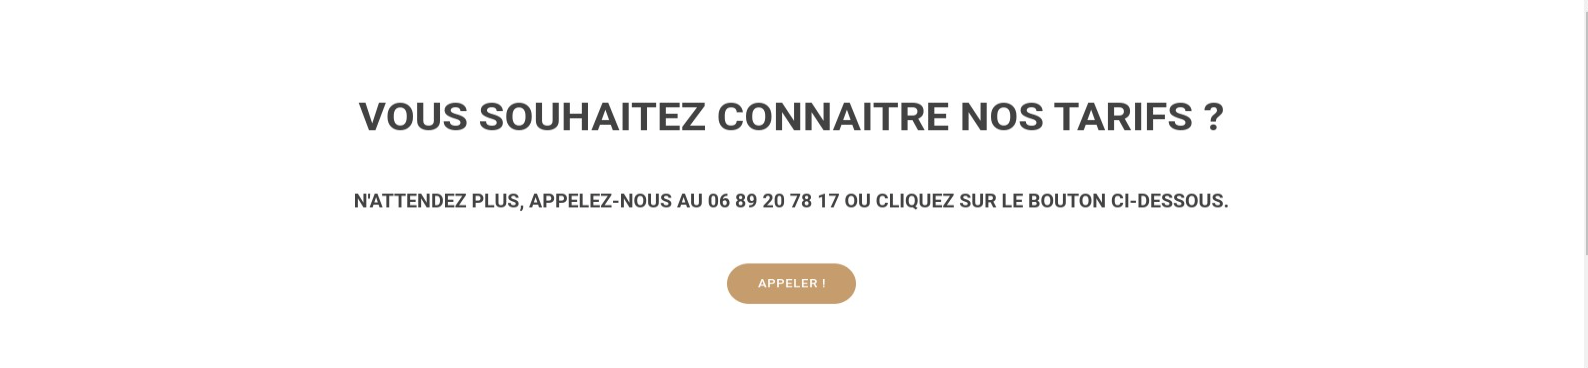 VOUS SOUHAITEZ CONNAITRE NOS TARIFS ?
N'ATTENDEZ PLUS, APPELEZ-NOUS AU 06 89 20 78 17 OU CLIQUEZ SUR LE BOUTON CI-DESSOUS.
APPELER !